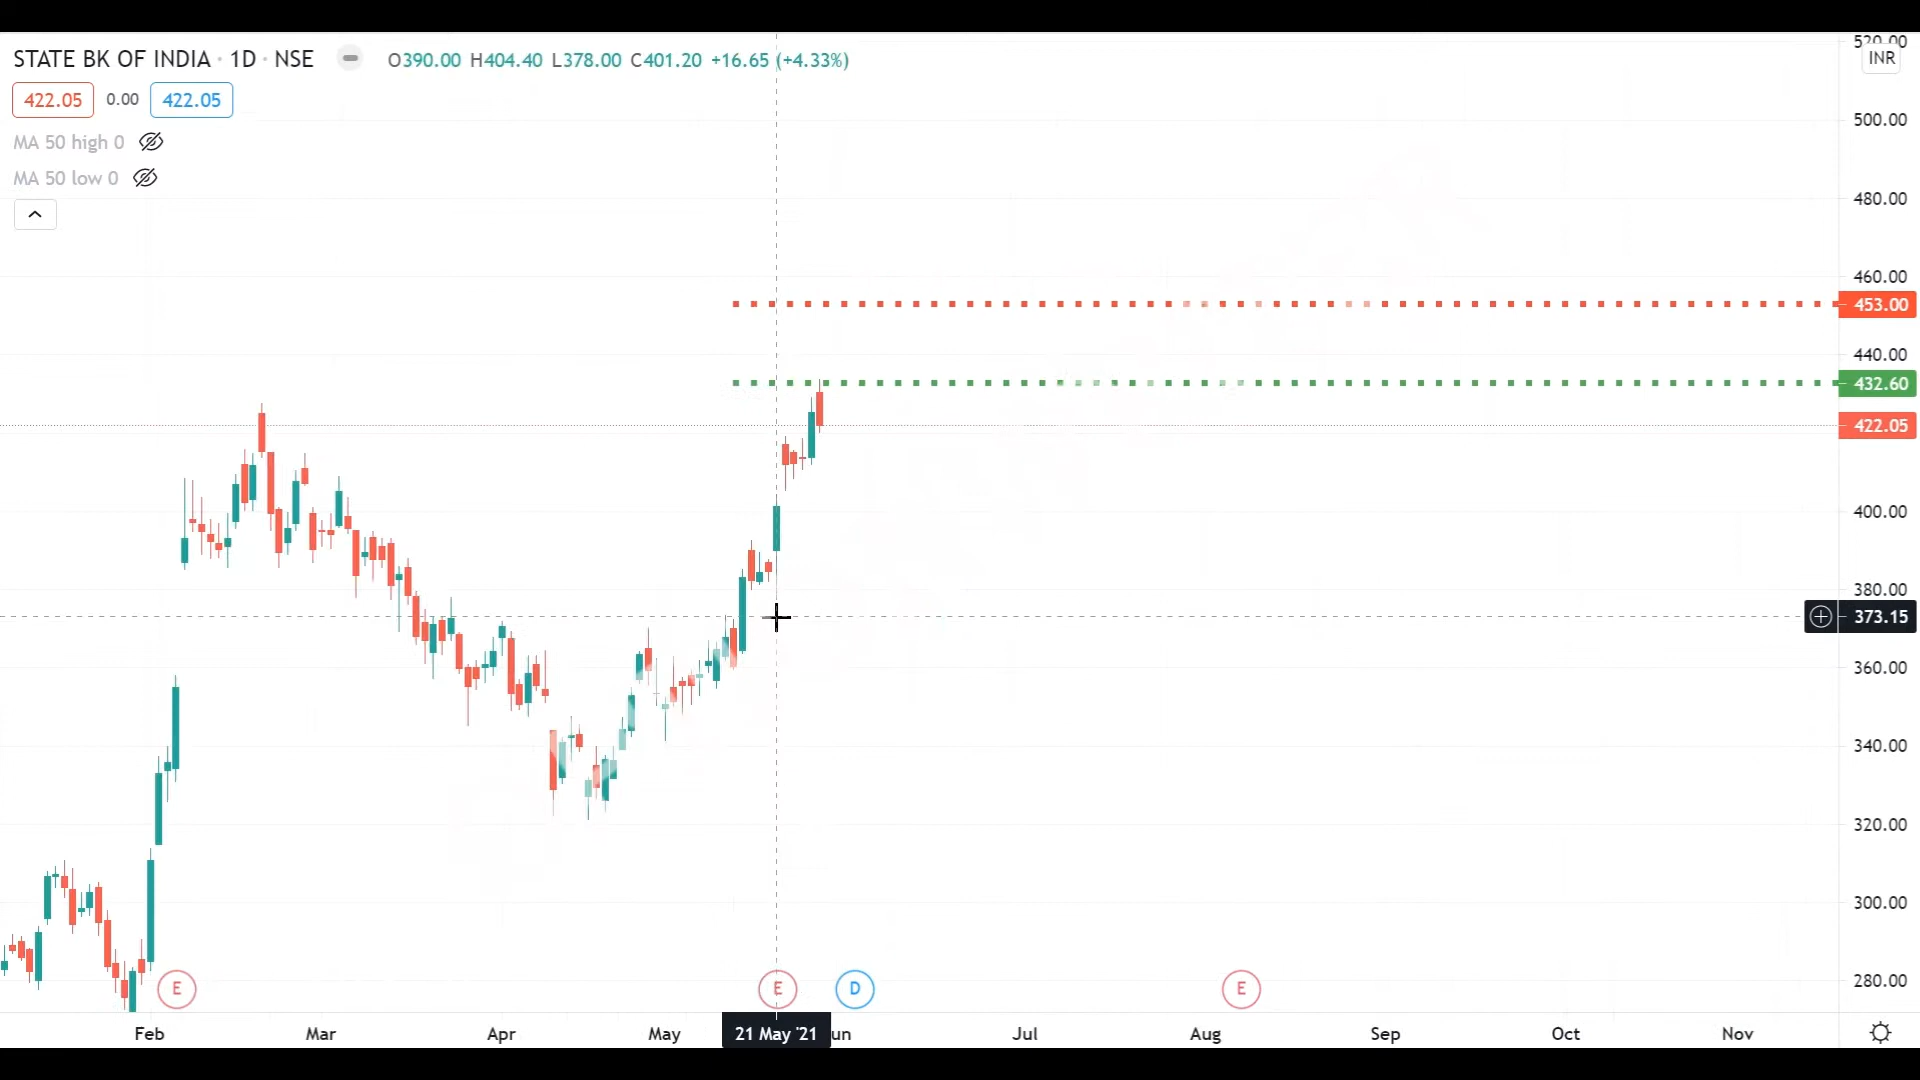 STATE BK OF INDIA · 1D · NSE O390.00 H404.40 L378.00 C401.20 +16.65 (+4.33%)
422.05 0.00 422.05
MA 50 high 0
MA 50 low 0
520.00
INR
500.00
480.00
460.00
453.00
440.00
432.60
422.05
400.00
380.00
373.15
360.00
340.00
320.00
300.00
280.00
E E D E
Feb Mar Apr May 21 May '21 un Jul Aug Sep Oct Nov